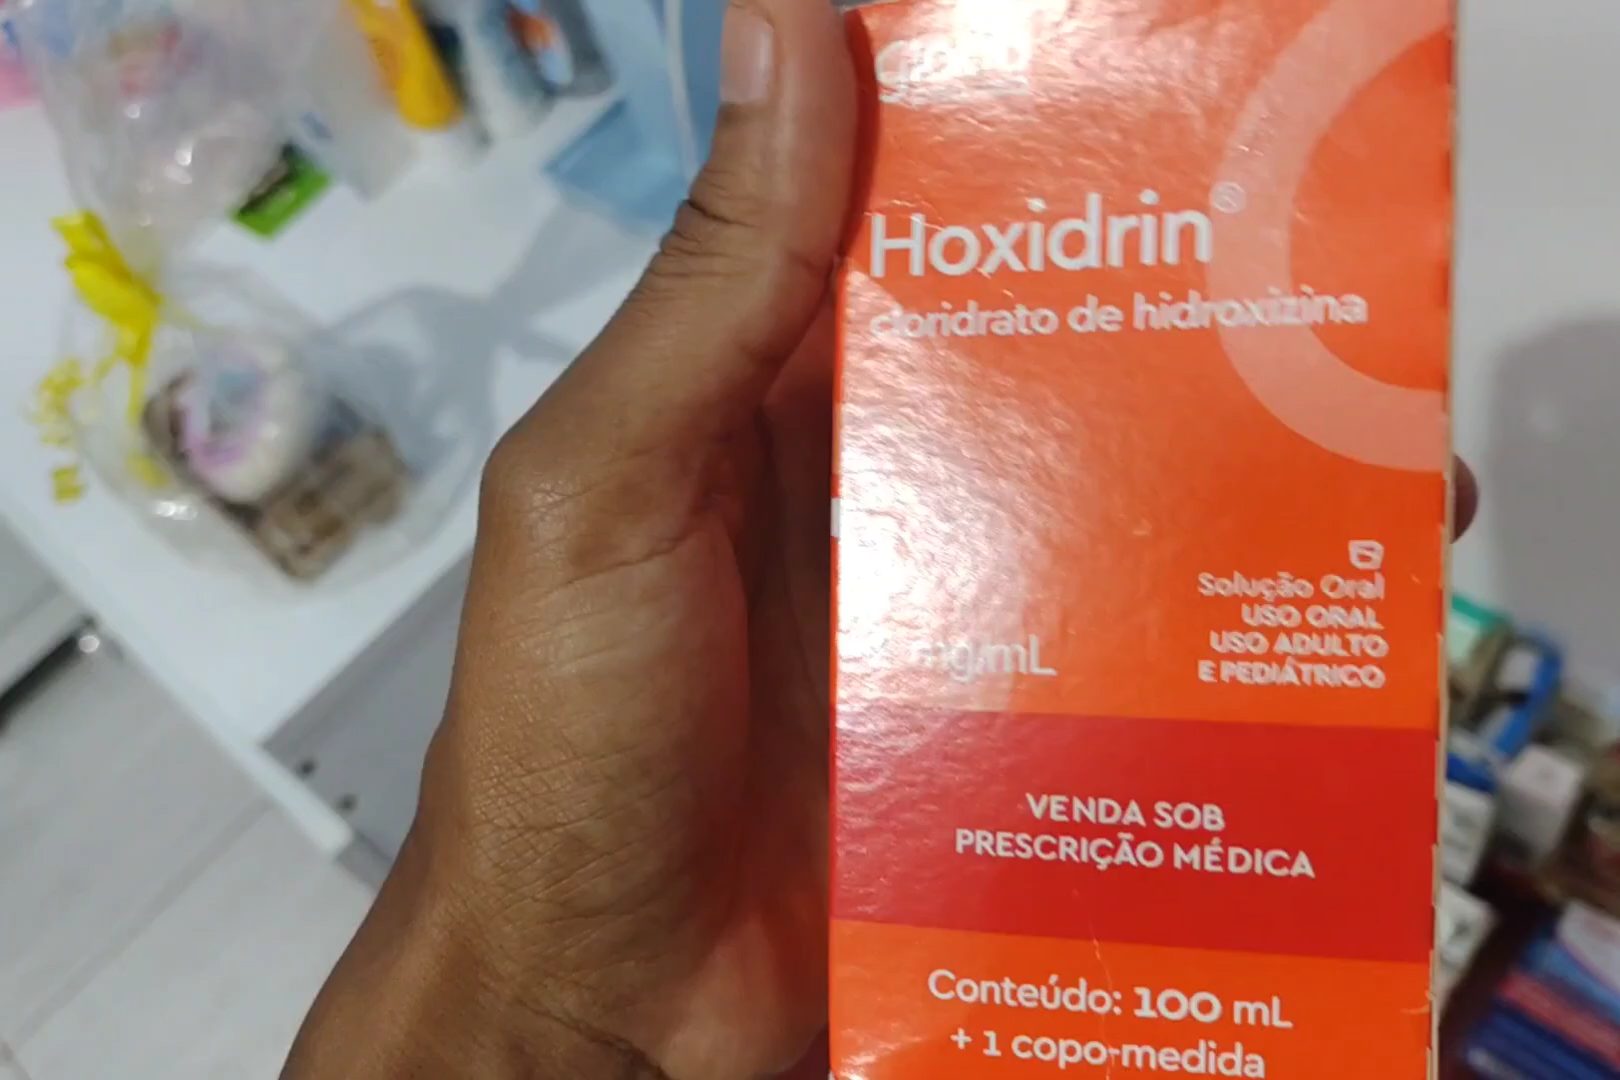 Hoxidrin®
cloridrato de hidroxizina
Solução Oral
USO ORAL
USO ADULTO
E PEDIÁTRICO
mg/mL
VENDA SOB
PRESCRIÇÃO MÉDICA
Conteúdo: 100 mL
+ 1 copo-medida